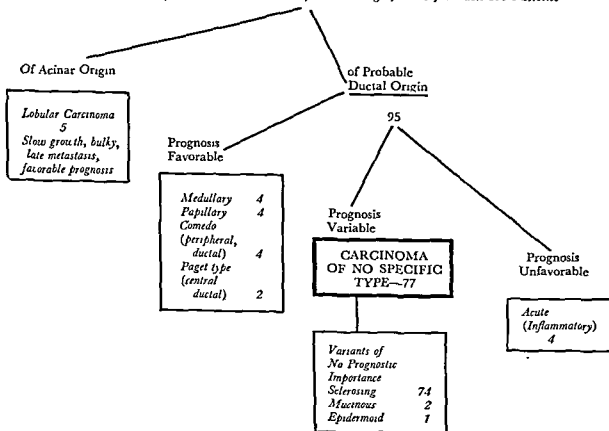 Of Acinar Origin
Lobular Carcinoma
5
Slow growth, bulky,
late metastasis,
favorable prognosis
of Probable
Ductal Origin
95
Prognosis
Favorable
Medullary 4
Papillary 4
Comedo
(peripheral,
ductal) 4
Paget type
(central
ductal) 2
Prognosis
Variable
CARCINOMA
OF NO SPECIFIC
TYPE—77
Variants of
No Prognostic
Importance
Sclerosing 74
Mucinous 2
Epidermoid 1
Prognosis
Unfavorable
Acute
(Inflammatory)
4